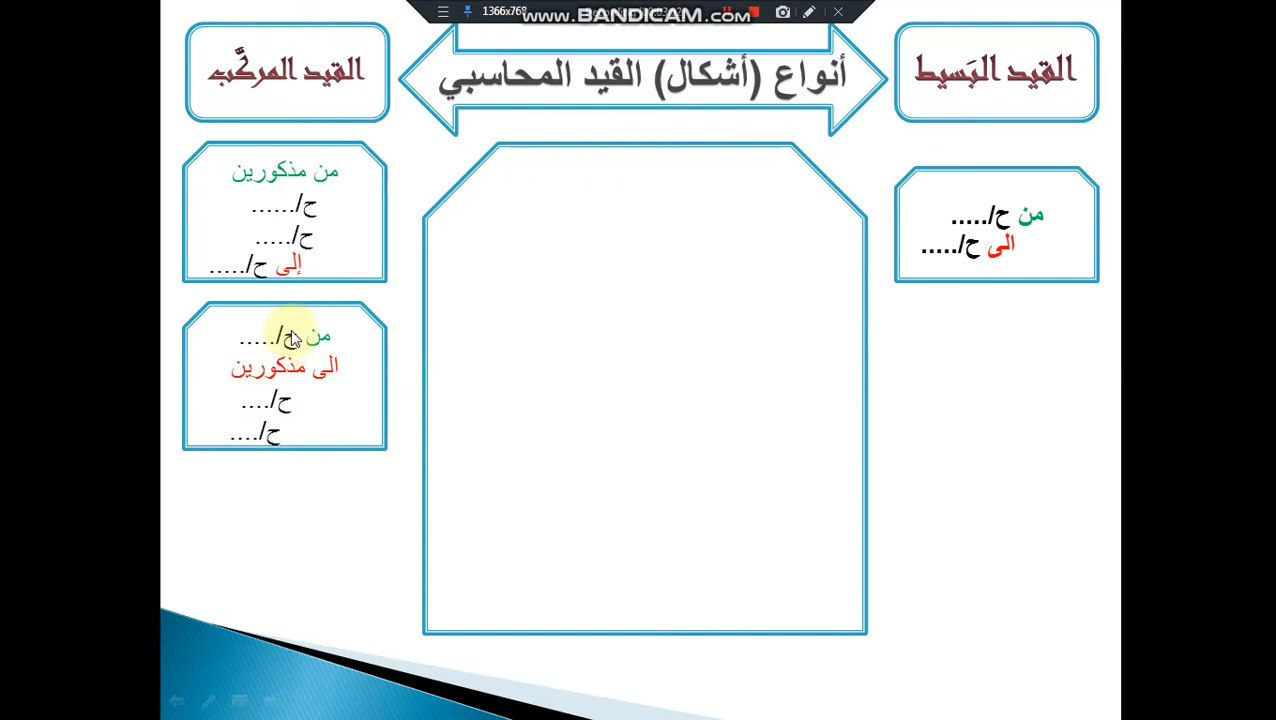 1366x768
www.BANDICAM.com
القيد البَسيط
أنواع (أشكال) القيد المحاسبي
القيد المركَّب
من ح/.....
الى ح/.....
من مذكورين
ح/......
ح/.....
إلى ح/.....
من ح/.....
الى مذكورين
ح/....
ح/....